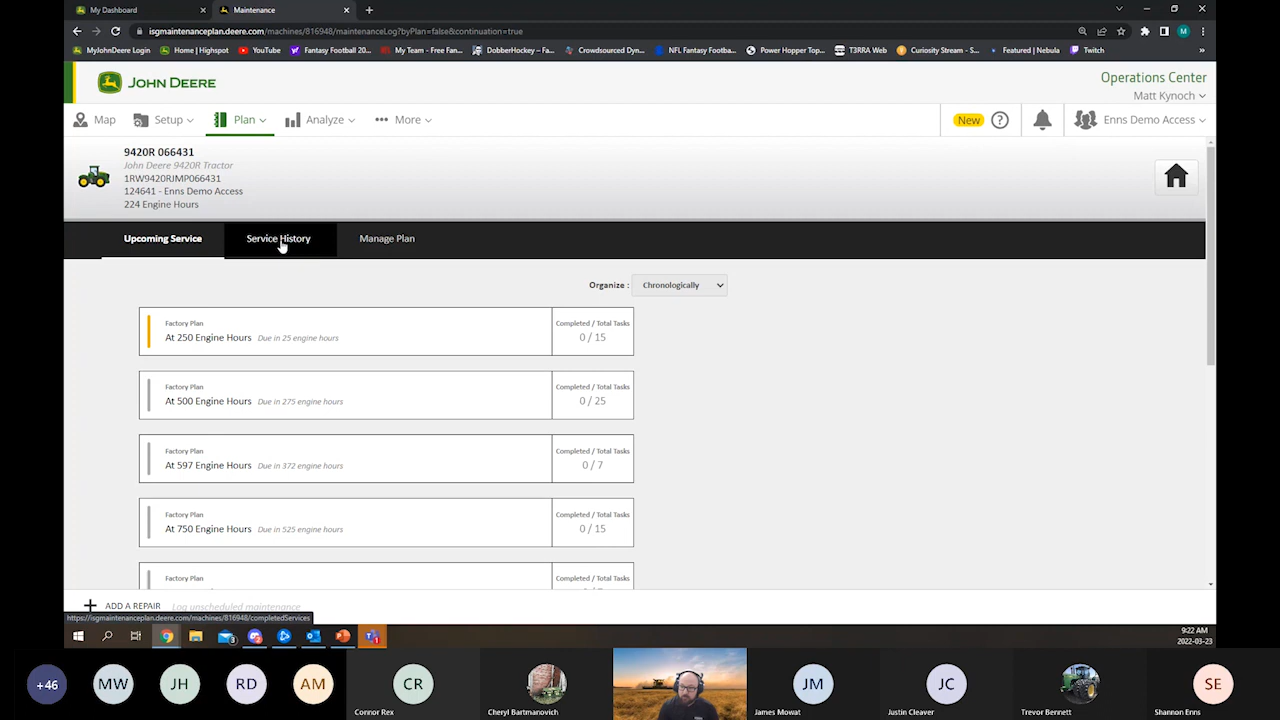 My Dashboard
Maintenance
isgmaintenanceplan.deere.com/machines/816948/maintenanceLog?byPlan=false&continuation=true
MyJohnDeere Login
Home | Highspot
YouTube
Fantasy Football 20...
My Team - Free Fan...
DobberHockey – Fa...
Crowdsourced Dyn...
NFL Fantasy Footba...
Power Hopper Top...
T3RRA Web
Curiosity Stream - S...
Featured | Nebula
Twitch
JOHN DEERE
Operations Center
Matt Kynoch
Map
Setup
Plan
Analyze
More
New
Enns Demo Access
9420R 066431
John Deere 9420R Tractor
1RW9420RJMP066431
124641 - Enns Demo Access
224 Engine Hours
Upcoming Service
Service History
Manage Plan
Organize :
Chronologically
Factory Plan
At 250 Engine Hours Due in 25 engine hours
Completed / Total Tasks
0 / 15
Factory Plan
At 500 Engine Hours Due in 275 engine hours
Completed / Total Tasks
0 / 25
Factory Plan
At 597 Engine Hours Due in 372 engine hours
Completed / Total Tasks
0 / 7
Factory Plan
At 750 Engine Hours Due in 525 engine hours
Completed / Total Tasks
0 / 15
Factory Plan
Completed / Total Tasks
ADD A REPAIR Log unscheduled maintenance
https://isgmaintenanceplan.deere.com/machines/816948/completedServices
9:22 AM
2022-03-23
+46
MW
JH
RD
AM
CR
Connor Rex
Cheryl Bartmanovich
JM
James Mowat
JC
Justin Cleaver
Trevor Bennett
SE
Shannon Enns